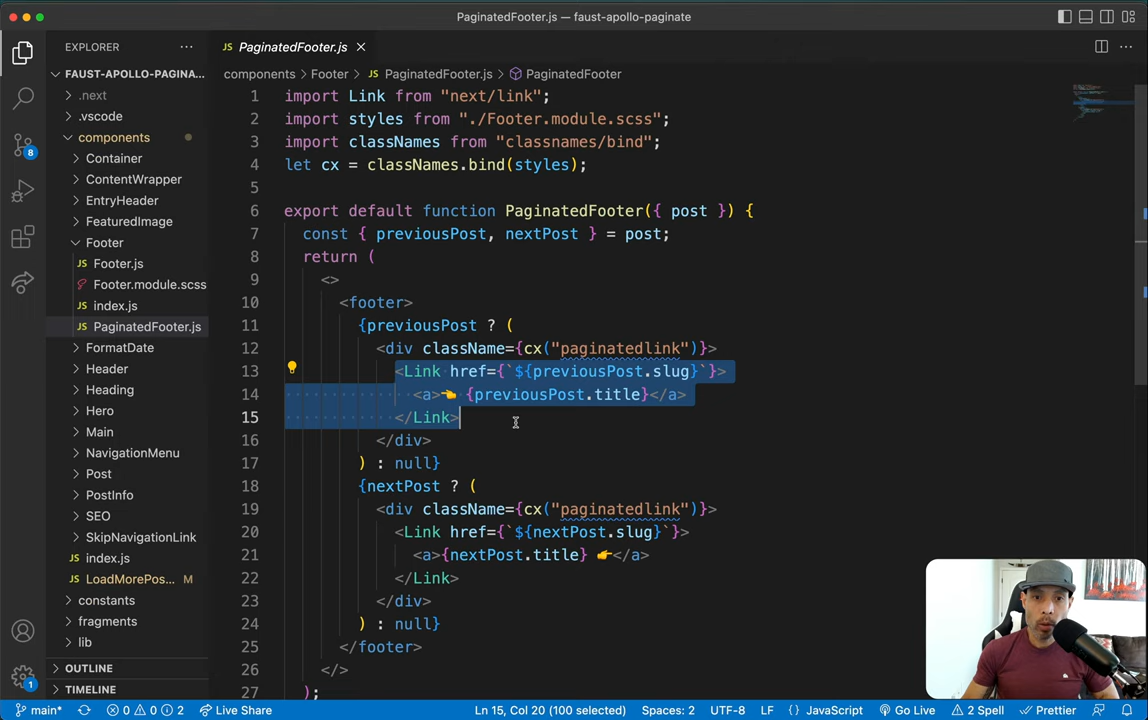 PaginatedFooter.js — faust-apollo-paginate
EXPLORER
PaginatedFooter.js
FAUST-APOLLO-PAGINA...
.next
.vscode
components
Container
ContentWrapper
EntryHeader
FeaturedImage
Footer
Footer.js
Footer.module.scss
index.js
PaginatedFooter.js
FormatDate
Header
Heading
Hero
Main
NavigationMenu
Post
PostInfo
SEO
SkipNavigationLink
index.js
LoadMorePos... M
constants
fragments
lib
OUTLINE
TIMELINE
8
1
components > Footer > JS PaginatedFooter.js > PaginatedFooter
1 import Link from "next/link";
2 import styles from "./Footer.module.scss";
3 import classNames from "classnames/bind";
4 let cx = classNames.bind(styles);
5
6 export default function PaginatedFooter({ post }) {
7 const { previousPost, nextPost } = post;
8 return (
9 <>
10 <footer>
11 {previousPost ? (
12 <div className={cx("paginatedlink")}>
13 <Link href={`${previousPost.slug}`}>
14 <a>👈 {previousPost.title}</a>
15 </Link>
16 </div>
17 ) : null}
18 {nextPost ? (
19 <div className={cx("paginatedlink")}>
20 <Link href={`${nextPost.slug}`}>
21 <a>{nextPost.title} 👉</a>
22 </Link>
23 </div>
24 ) : null}
25 </footer>
26 </>
27 );
main* 0 0 2 Live Share Ln 15, Col 20 (100 selected) Spaces: 2 UTF-8 LF {} JavaScript Go Live 2 Spell Prettier